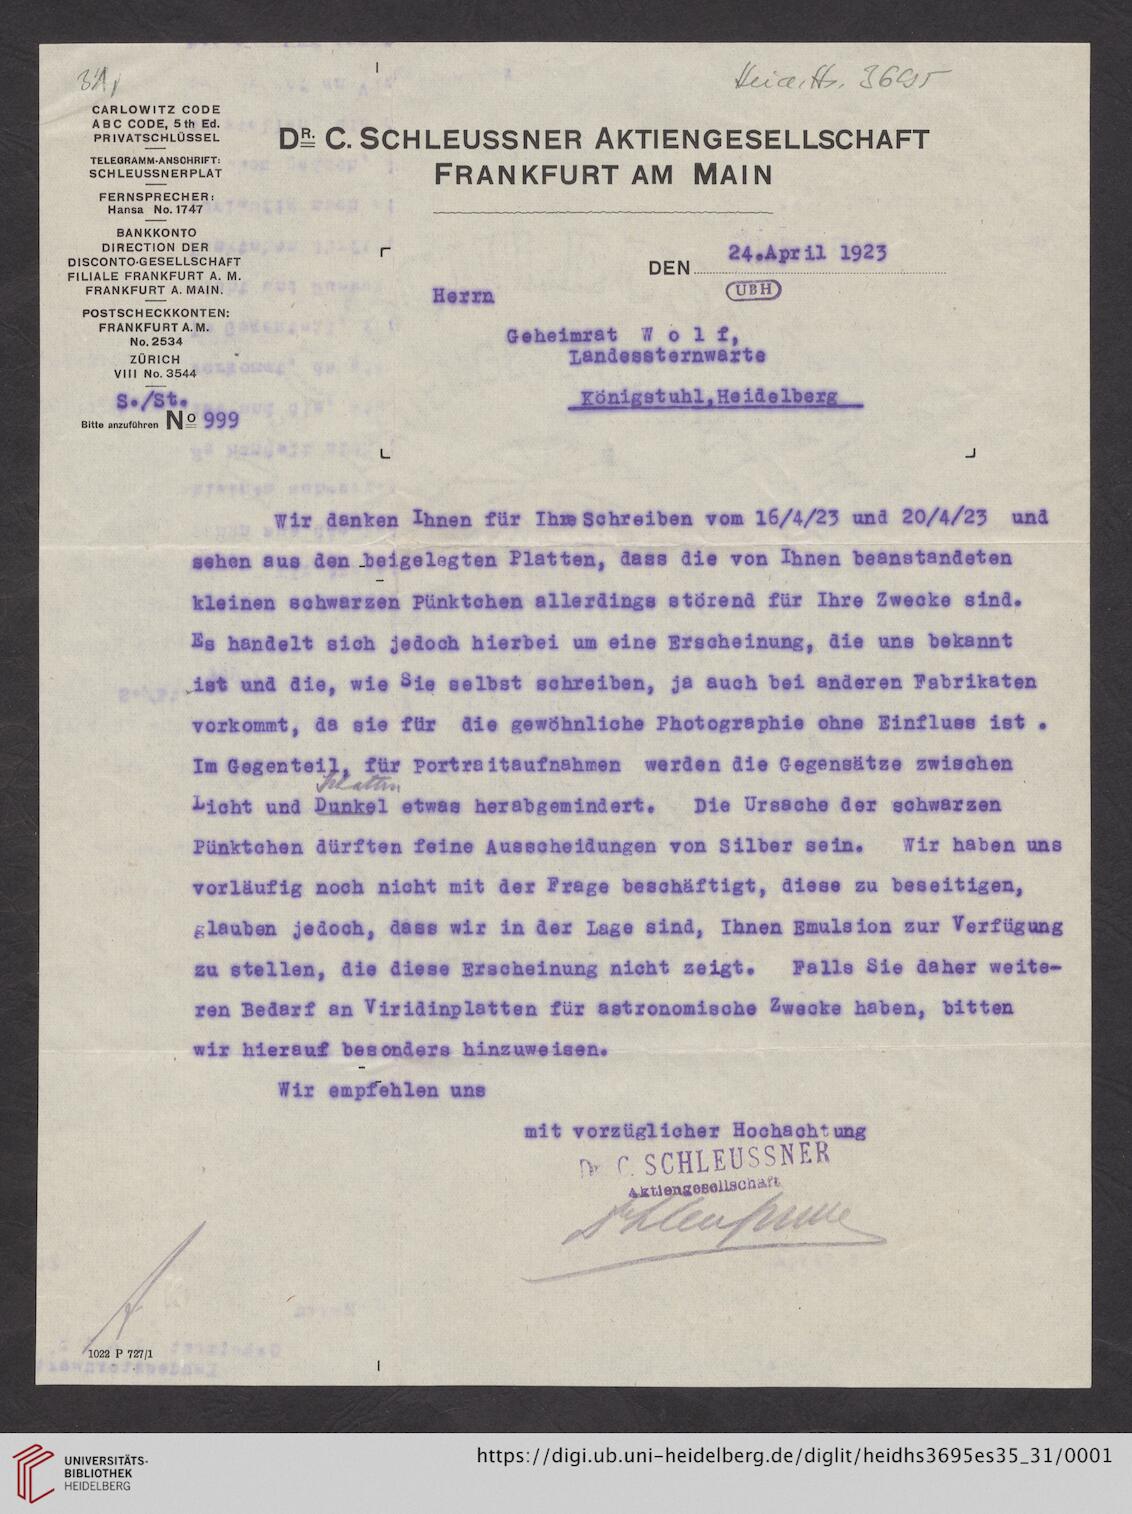 Heid. Hs. 3695
CARLOWITZ CODE
ABC CODE, 5th Ed.
PRIVATSCHLÜSSEL
TELEGRAMM-ANSCHRIFT:
SCHLEUSSNERPLAT
FERNSPRECHER:
Hansa No. 1747
BANKKONTO
DIRECTION DER
DISCONTO-GESELLSCHAFT
FILIALE FRANKFURT A. M.
FRANKFURT A. MAIN.
POSTSCHECKKONTEN:
FRANKFURT A. M.
No. 2534
ZÜRICH
VIII No. 3544
S./St.
Bitte anzuführen No 999
DR. C. SCHLEUSSNER AKTIENGESELLSCHAFT
FRANKFURT AM MAIN
DEN 24.April 1923
UBH
Herrn
Geheimrat W o l f,
Landessternwarte
Königstuhl,Heidelberg
Wir danken Ihnen für Ihre Schreiben vom 16/4/23 und 20/4/23 und
sehen aus den beigelegten Platten, dass die von Ihnen beanstandeten
kleinen schwarzen Pünktchen allerdings störend für Ihre Zwecke sind.
Es handelt sich jedoch hierbei um eine Erscheinung, die uns bekannt
ist und die, wie Sie selbst schreiben, ja auch bei anderen Fabrikaten
vorkommt, da sie für die gewöhnliche Photographie ohne Einfluss ist .
Im Gegenteil, für Portraitaufnahmen werden die Gegensätze zwischen
Schatten
Licht und Dunkel etwas herabgemindert. Die Ursache der schwarzen
Pünktchen dürften feine Ausscheidungen von Silber sein. Wir haben uns
vorläufig noch nicht mit der Frage beschäftigt, diese zu beseitigen,
glauben jedoch, dass wir in der Lage sind, Ihnen Emulsion zur Verfügung
zu stellen, die diese Erscheinung nicht zeigt. Falls Sie daher weite-
ren Bedarf an Viridinplatten für astronomische Zwecke haben, bitten
wir hierauf besonders hinzuweisen.
Wir empfehlen uns
mit vorzüglicher Hochachtung
Dr C. SCHLEUSSNER
Aktiengesellschaft
Schleussner
1022 P 727/1
UNIVERSITÄTS-
BIBLIOTHEK
HEIDELBERG
https://digi.ub.uni-heidelberg.de/diglit/heidhs3695es35_31/0001